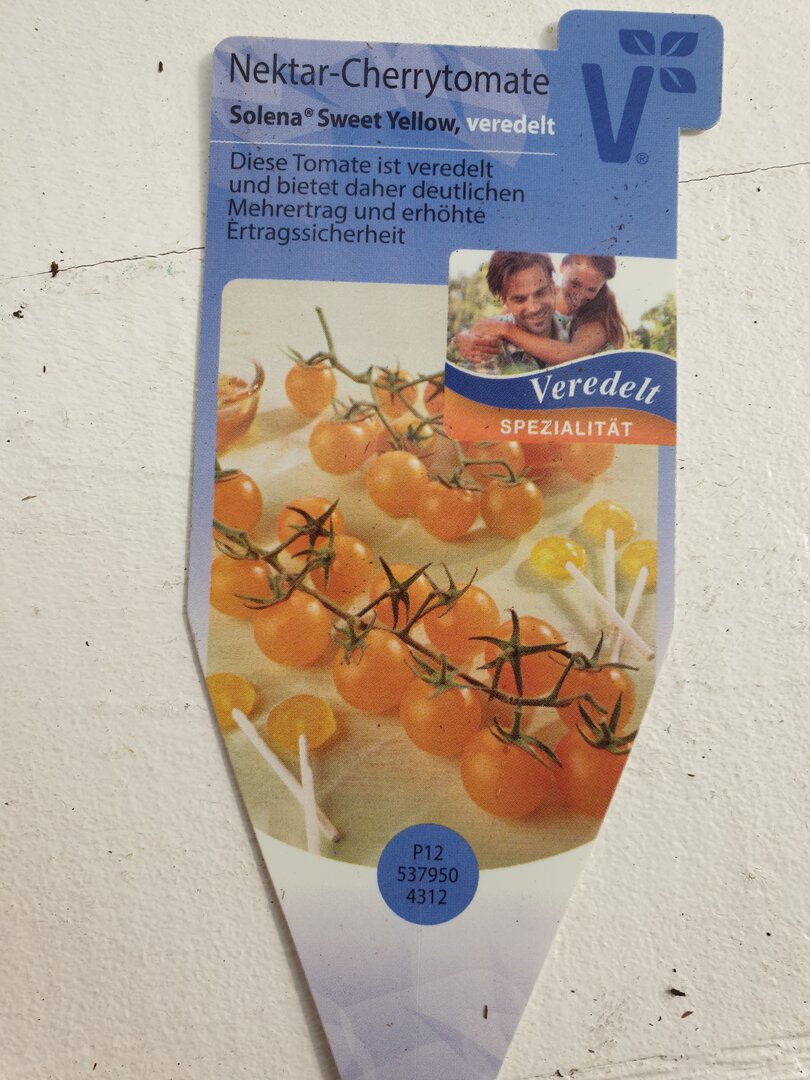 Nektar-Cherrytomate
Solena® Sweet Yellow, veredelt
V®
Diese Tomate ist veredelt
und bietet daher deutlichen
Mehrertrag und erhöhte
Ertragssicherheit
Veredelt
SPEZIALITÄT
P12
537950
4312